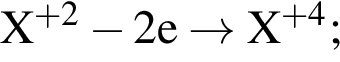 X⁺² − 2e → X⁺⁴;